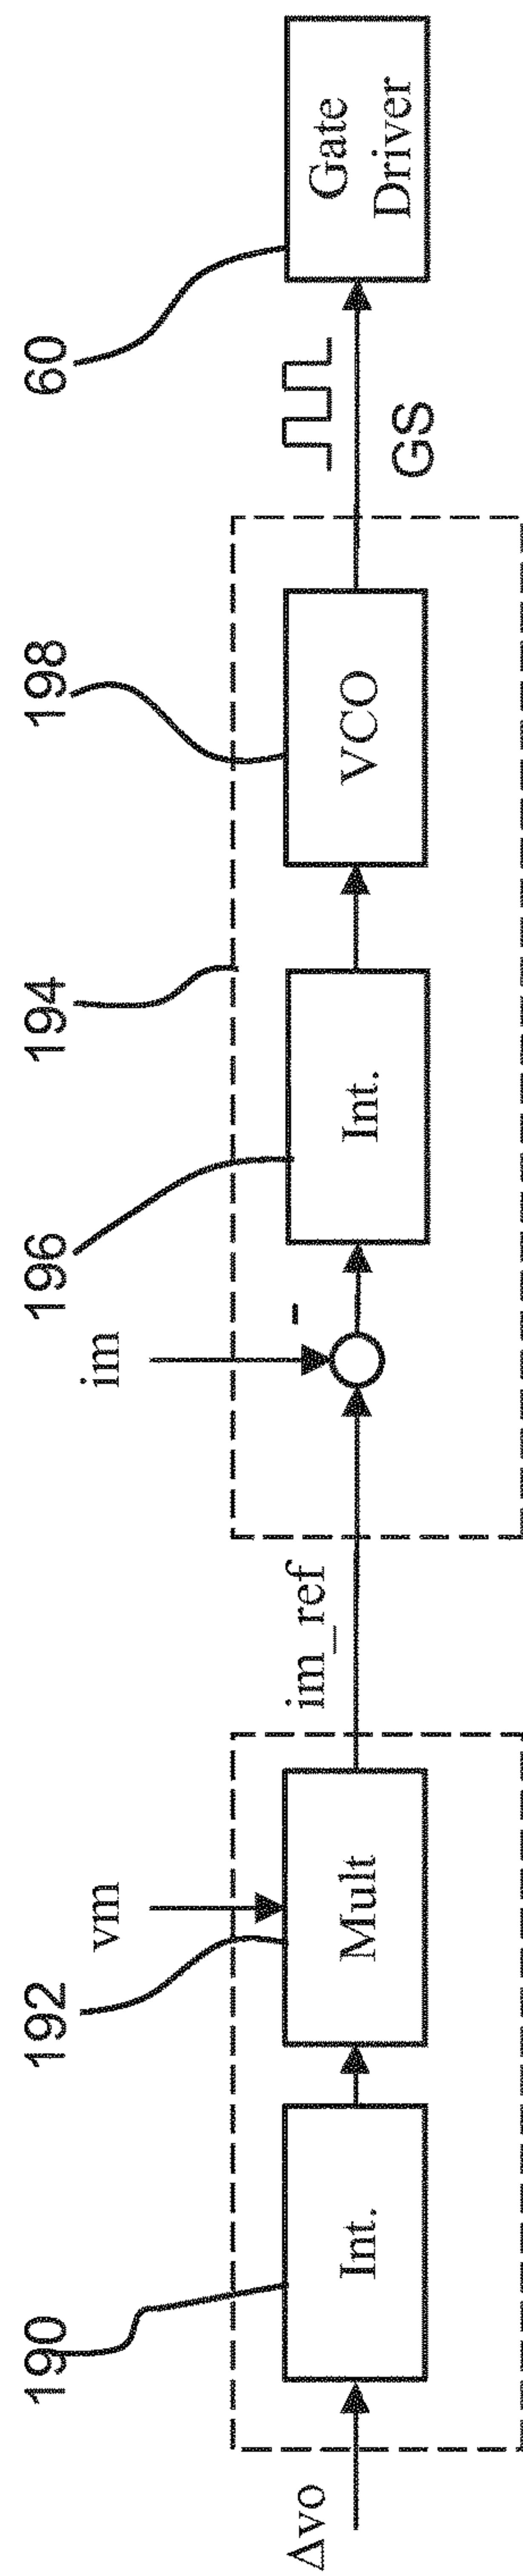 190
192
vm
im
196
194
198
60
Δvo
Int.
Mult
im_ref
-
Int.
VCO
GS
Gate
Driver